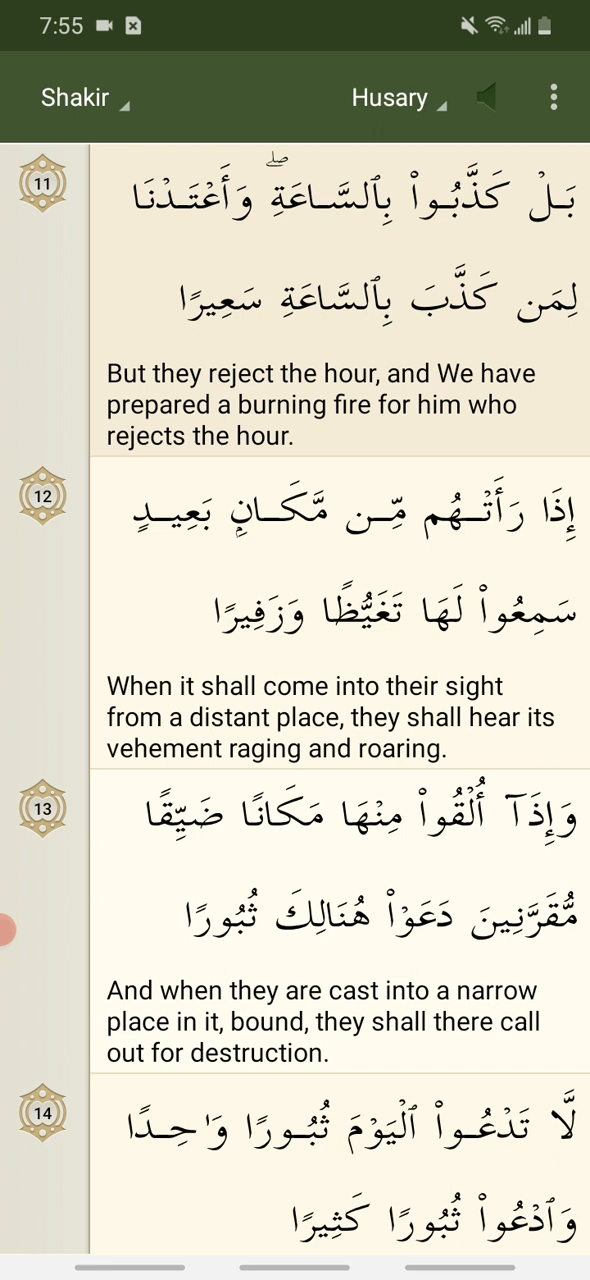 7:55
Shakir
Husary
11
بَلْ كَذَّبُوا۟ بِٱلسَّاعَةِ ۖ وَأَعْتَدْنَا
لِمَن كَذَّبَ بِٱلسَّاعَةِ سَعِيرًا
But they reject the hour, and We have
prepared a burning fire for him who
rejects the hour.
12
إِذَا رَأَتْهُم مِّن مَّكَانٍۭ بَعِيدٍ
سَمِعُوا۟ لَهَا تَغَيُّظًا وَزَفِيرًا
When it shall come into their sight
from a distant place, they shall hear its
vehement raging and roaring.
13
وَإِذَآ أُلْقُوا۟ مِنْهَا مَكَانًا ضَيِّقًا
مُّقَرَّنِينَ دَعَوْا۟ هُنَالِكَ ثُبُورًا
And when they are cast into a narrow
place in it, bound, they shall there call
out for destruction.
14
لَّا تَدْعُوا۟ ٱلْيَوْمَ ثُبُورًا وَٰحِدًا
وَٱدْعُوا۟ ثُبُورًا كَثِيرًا